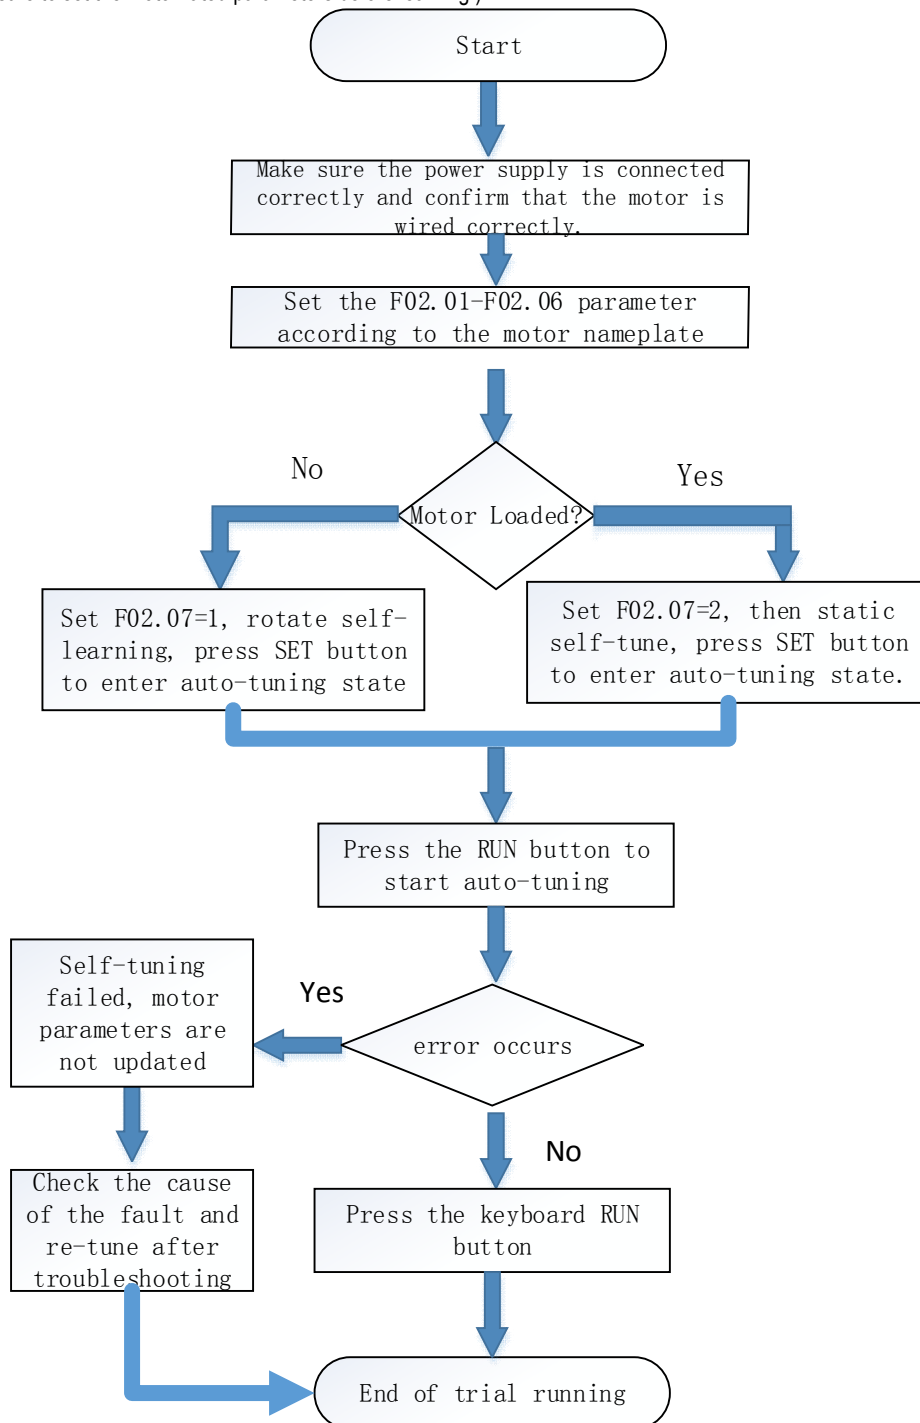 Start
Make sure the power supply is connected
correctly and confirm that the motor is
wired correctly.
Set the F02.01-F02.06 parameter
according to the motor nameplate
No
Yes
Motor Loaded?
Set F02.07=1, rotate self-
learning, press SET button
to enter auto-tuning state
Set F02.07=2, then static
self-tune, press SET button
to enter auto-tuning state.
Press the RUN button to
start auto-tuning
Self-tuning
failed, motor
parameters are
not updated
Yes
error occurs
No
Check the cause
of the fault and
re-tune after
troubleshooting
Press the keyboard RUN
button
End of trial running